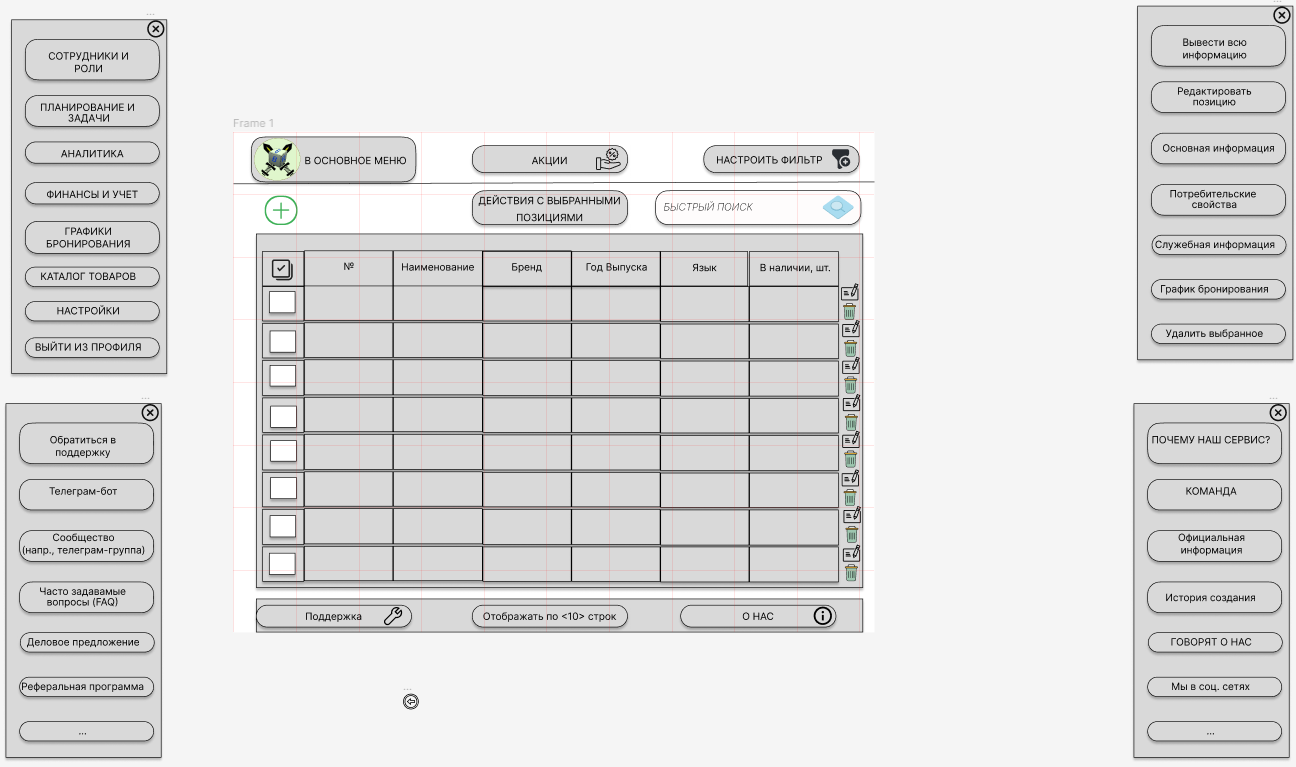 СОТРУДНИКИ И
РОЛИ
ПЛАНИРОВАНИЕ И
ЗАДАЧИ
АНАЛИТИКА
ФИНАНСЫ И УЧЕТ
ГРАФИКИ
БРОНИРОВАНИЯ
КАТАЛОГ ТОВАРОВ
НАСТРОЙКИ
ВЫЙТИ ИЗ ПРОФИЛЯ
Обратиться в
поддержку
Телеграм-бот
Сообщество
(напр., телеграм-группа)
Часто задавамые
вопросы (FAQ)
Деловое предложение
Реферальная программа
...
Frame 1
В ОСНОВНОЕ МЕНЮ
АКЦИИ
НАСТРОИТЬ ФИЛЬТР
ДЕЙСТВИЯ С ВЫБРАННЫМИ
ПОЗИЦИЯМИ
БЫСТРЫЙ ПОИСК
№
Наименование
Бренд
Год Выпуска
Язык
В наличии, шт.
Поддержка
Отображать по <10> строк
О НАС
Вывести всю
информацию
Редактировать
позицию
Основная информация
Потребительские
свойства
Служебная информация
График бронирования
Удалить выбранное
ПОЧЕМУ НАШ СЕРВИС?
КОМАНДА
Официальная
информация
История создания
ГОВОРЯТ О НАС
Мы в соц. сетях
...